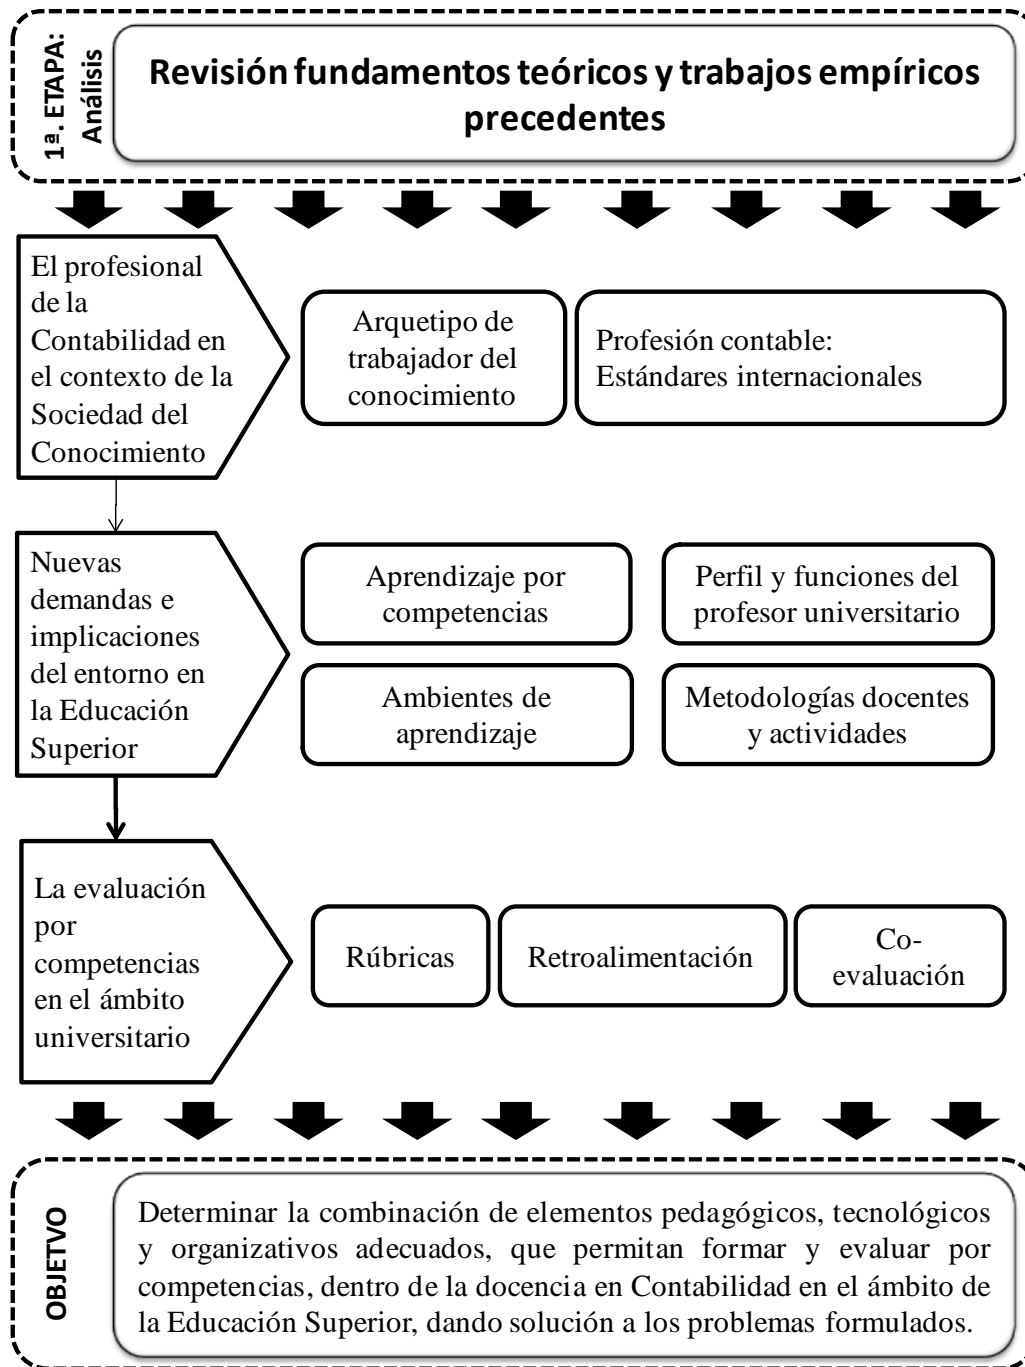 1ª. ETAPA:
Análisis
Revisión fundamentos teóricos y trabajos empíricos
precedentes
El profesional
de la
Contabilidad en
el contexto de la
Sociedad del
Conocimiento
Arquetipo de
trabajador del
conocimiento
Profesión contable:
Estándares internacionales
Nuevas
demandas e
implicaciones
del entorno en
la Educación
Superior
Aprendizaje por
competencias
Perfil y funciones del
profesor universitario
Ambientes de
aprendizaje
Metodologías docentes
y actividades
La evaluación
por
competencias
en el ámbito
universitario
Rúbricas
Retroalimentación
Co-
evaluación
OBJETVO
Determinar la combinación de elementos pedagógicos, tecnológicos
y organizativos adecuados, que permitan formar y evaluar por
competencias, dentro de la docencia en Contabilidad en el ámbito de
la Educación Superior, dando solución a los problemas formulados.